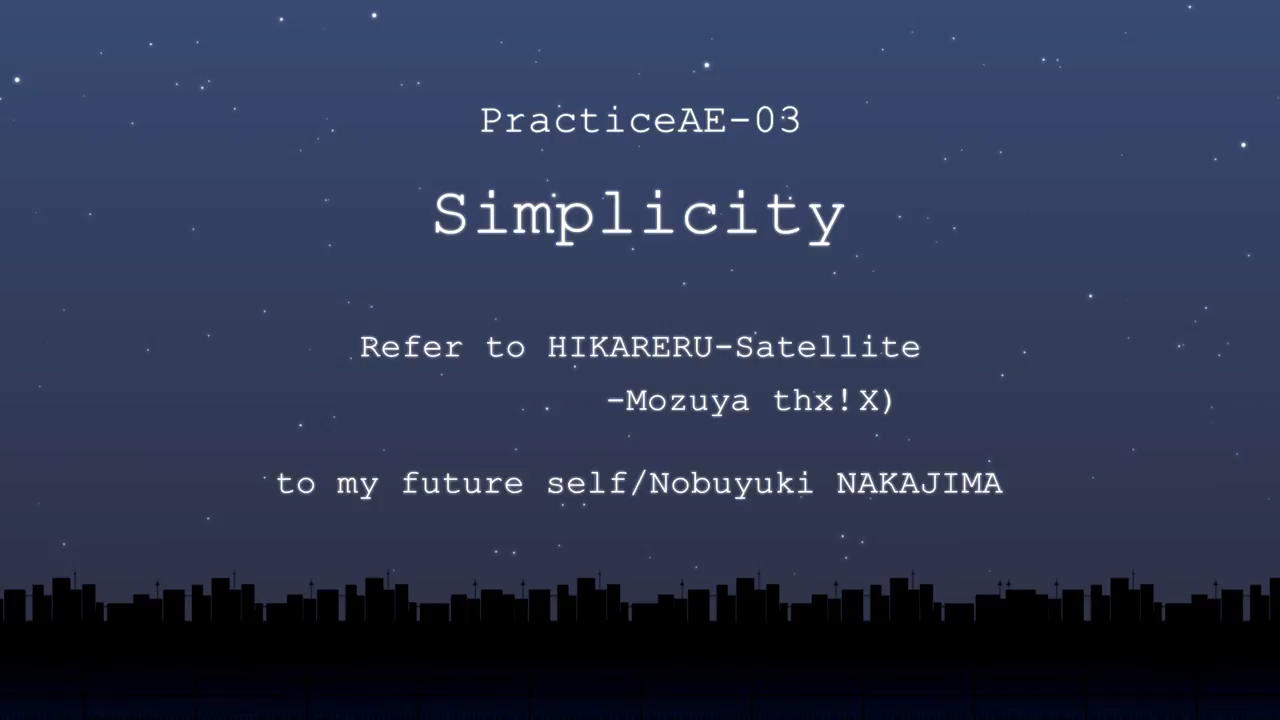 PracticeAE-03
Simplicity
Refer to HIKARERU-Satellite
-Mozuya thx!X)
to my future self/Nobuyuki NAKAJIMA